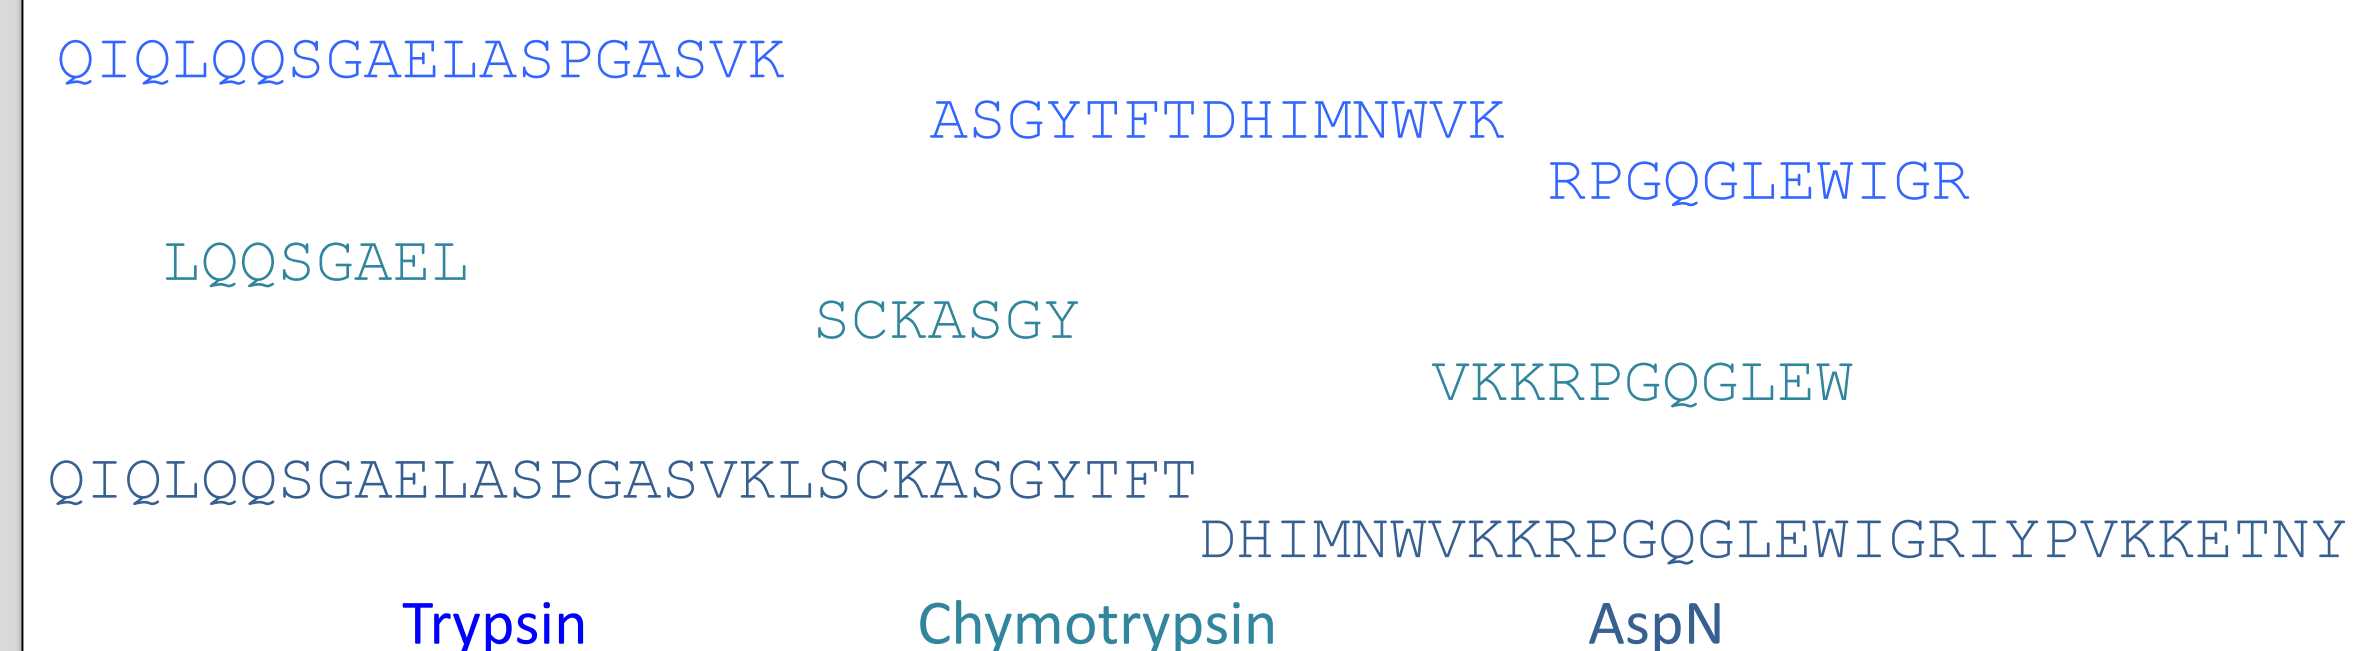 QIQLQQSGAELASPGASVK
ASGYTFTDHIMNWVK
RPGQGLEWIGR
LQQSGAEL
SCKASGY
VKKRPGQGLEW
QIQLQQSGAELASPGASVKLSCKASGYTFT
DHIMNWVKKRPGQGLEWIGRIYPVKKETNY
Trypsin Chymotrypsin AspN